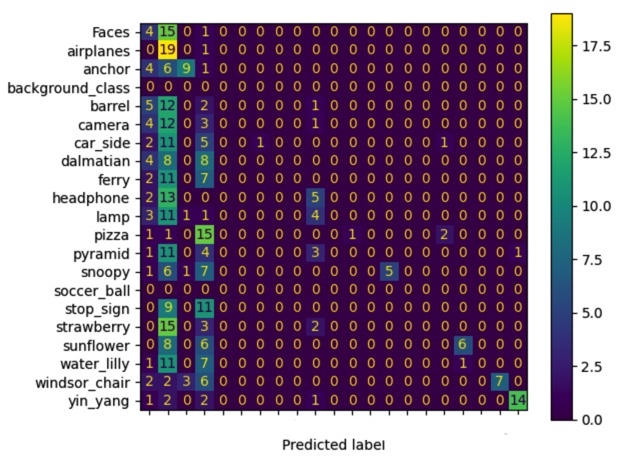 Faces 4 15 0 1 0 0 0 0 0 0 0 0 0 0 0 0 0 0 0 0 0
airplanes 0 19 0 1 0 0 0 0 0 0 0 0 0 0 0 0 0 0 0 0 0
anchor 4 6 9 1 0 0 0 0 0 0 0 0 0 0 0 0 0 0 0 0 0
background_class 0 0 0 0 0 0 0 0 0 0 0 0 0 0 0 0 0 0 0 0 0
barrel 5 12 0 2 0 0 0 0 0 1 0 0 0 0 0 0 0 0 0 0 0
camera 4 12 0 3 0 0 0 0 0 1 0 0 0 0 0 0 0 0 0 0 0
car_side 2 11 0 5 0 0 1 0 0 0 0 0 0 0 0 0 1 0 0 0 0
dalmatian 4 8 0 8 0 0 0 0 0 0 0 0 0 0 0 0 0 0 0 0 0
ferry 2 11 0 7 0 0 0 0 0 0 0 0 0 0 0 0 0 0 0 0 0
headphone 2 13 0 0 0 0 0 0 0 5 0 0 0 0 0 0 0 0 0 0 0
lamp 3 11 1 1 0 0 0 0 0 4 0 0 0 0 0 0 0 0 0 0 0
pizza 1 1 0 15 0 0 0 0 0 0 0 1 0 0 0 0 2 0 0 0 0
pyramid 1 11 0 4 0 0 0 0 0 3 0 0 0 0 0 0 0 0 0 0 1
snoopy 1 6 1 7 0 0 0 0 0 0 0 0 0 5 0 0 0 0 0 0 0
soccer_ball 0 0 0 0 0 0 0 0 0 0 0 0 0 0 0 0 0 0 0 0 0
stop_sign 0 9 0 11 0 0 0 0 0 0 0 0 0 0 0 0 0 0 0 0 0
strawberry 0 15 0 3 0 0 0 0 0 2 0 0 0 0 0 0 0 0 0 0 0
sunflower 0 8 0 6 0 0 0 0 0 0 0 0 0 0 0 0 0 6 0 0 0
water_lilly 1 11 0 7 0 0 0 0 0 0 0 0 0 0 0 0 0 1 0 0 0
windsor_chair 2 2 3 6 0 0 0 0 0 0 0 0 0 0 0 0 0 0 0 7 0
yin_yang 1 2 0 2 0 0 0 0 0 1 0 0 0 0 0 0 0 0 0 0 14
Predicted label
17.5
15.0
12.5
10.0
7.5
5.0
2.5
0.0